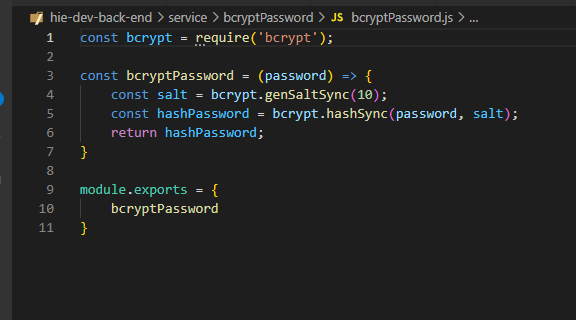 hie-dev-back-end > service > bcryptPassword > JS bcryptPassword.js > ...
1 const bcrypt = require('bcrypt');
2
3 const bcryptPassword = (password) => {
4     const salt = bcrypt.genSaltSync(10);
5     const hashPassword = bcrypt.hashSync(password, salt);
6     return hashPassword;
7 }
8
9 module.exports = {
10     bcryptPassword
11 }